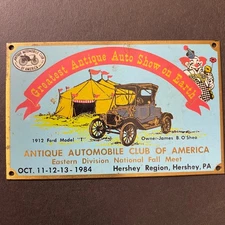 Greatest Antique Auto Show on Earth
1912 Ford Model "T"
Owner-James B. O'Shea
ANTIQUE AUTOMOBILE CLUB OF AMERICA
Eastern Division National Fall Meet
OCT. 11-12-13 - 1984
Hershey Region, Hershey, PA